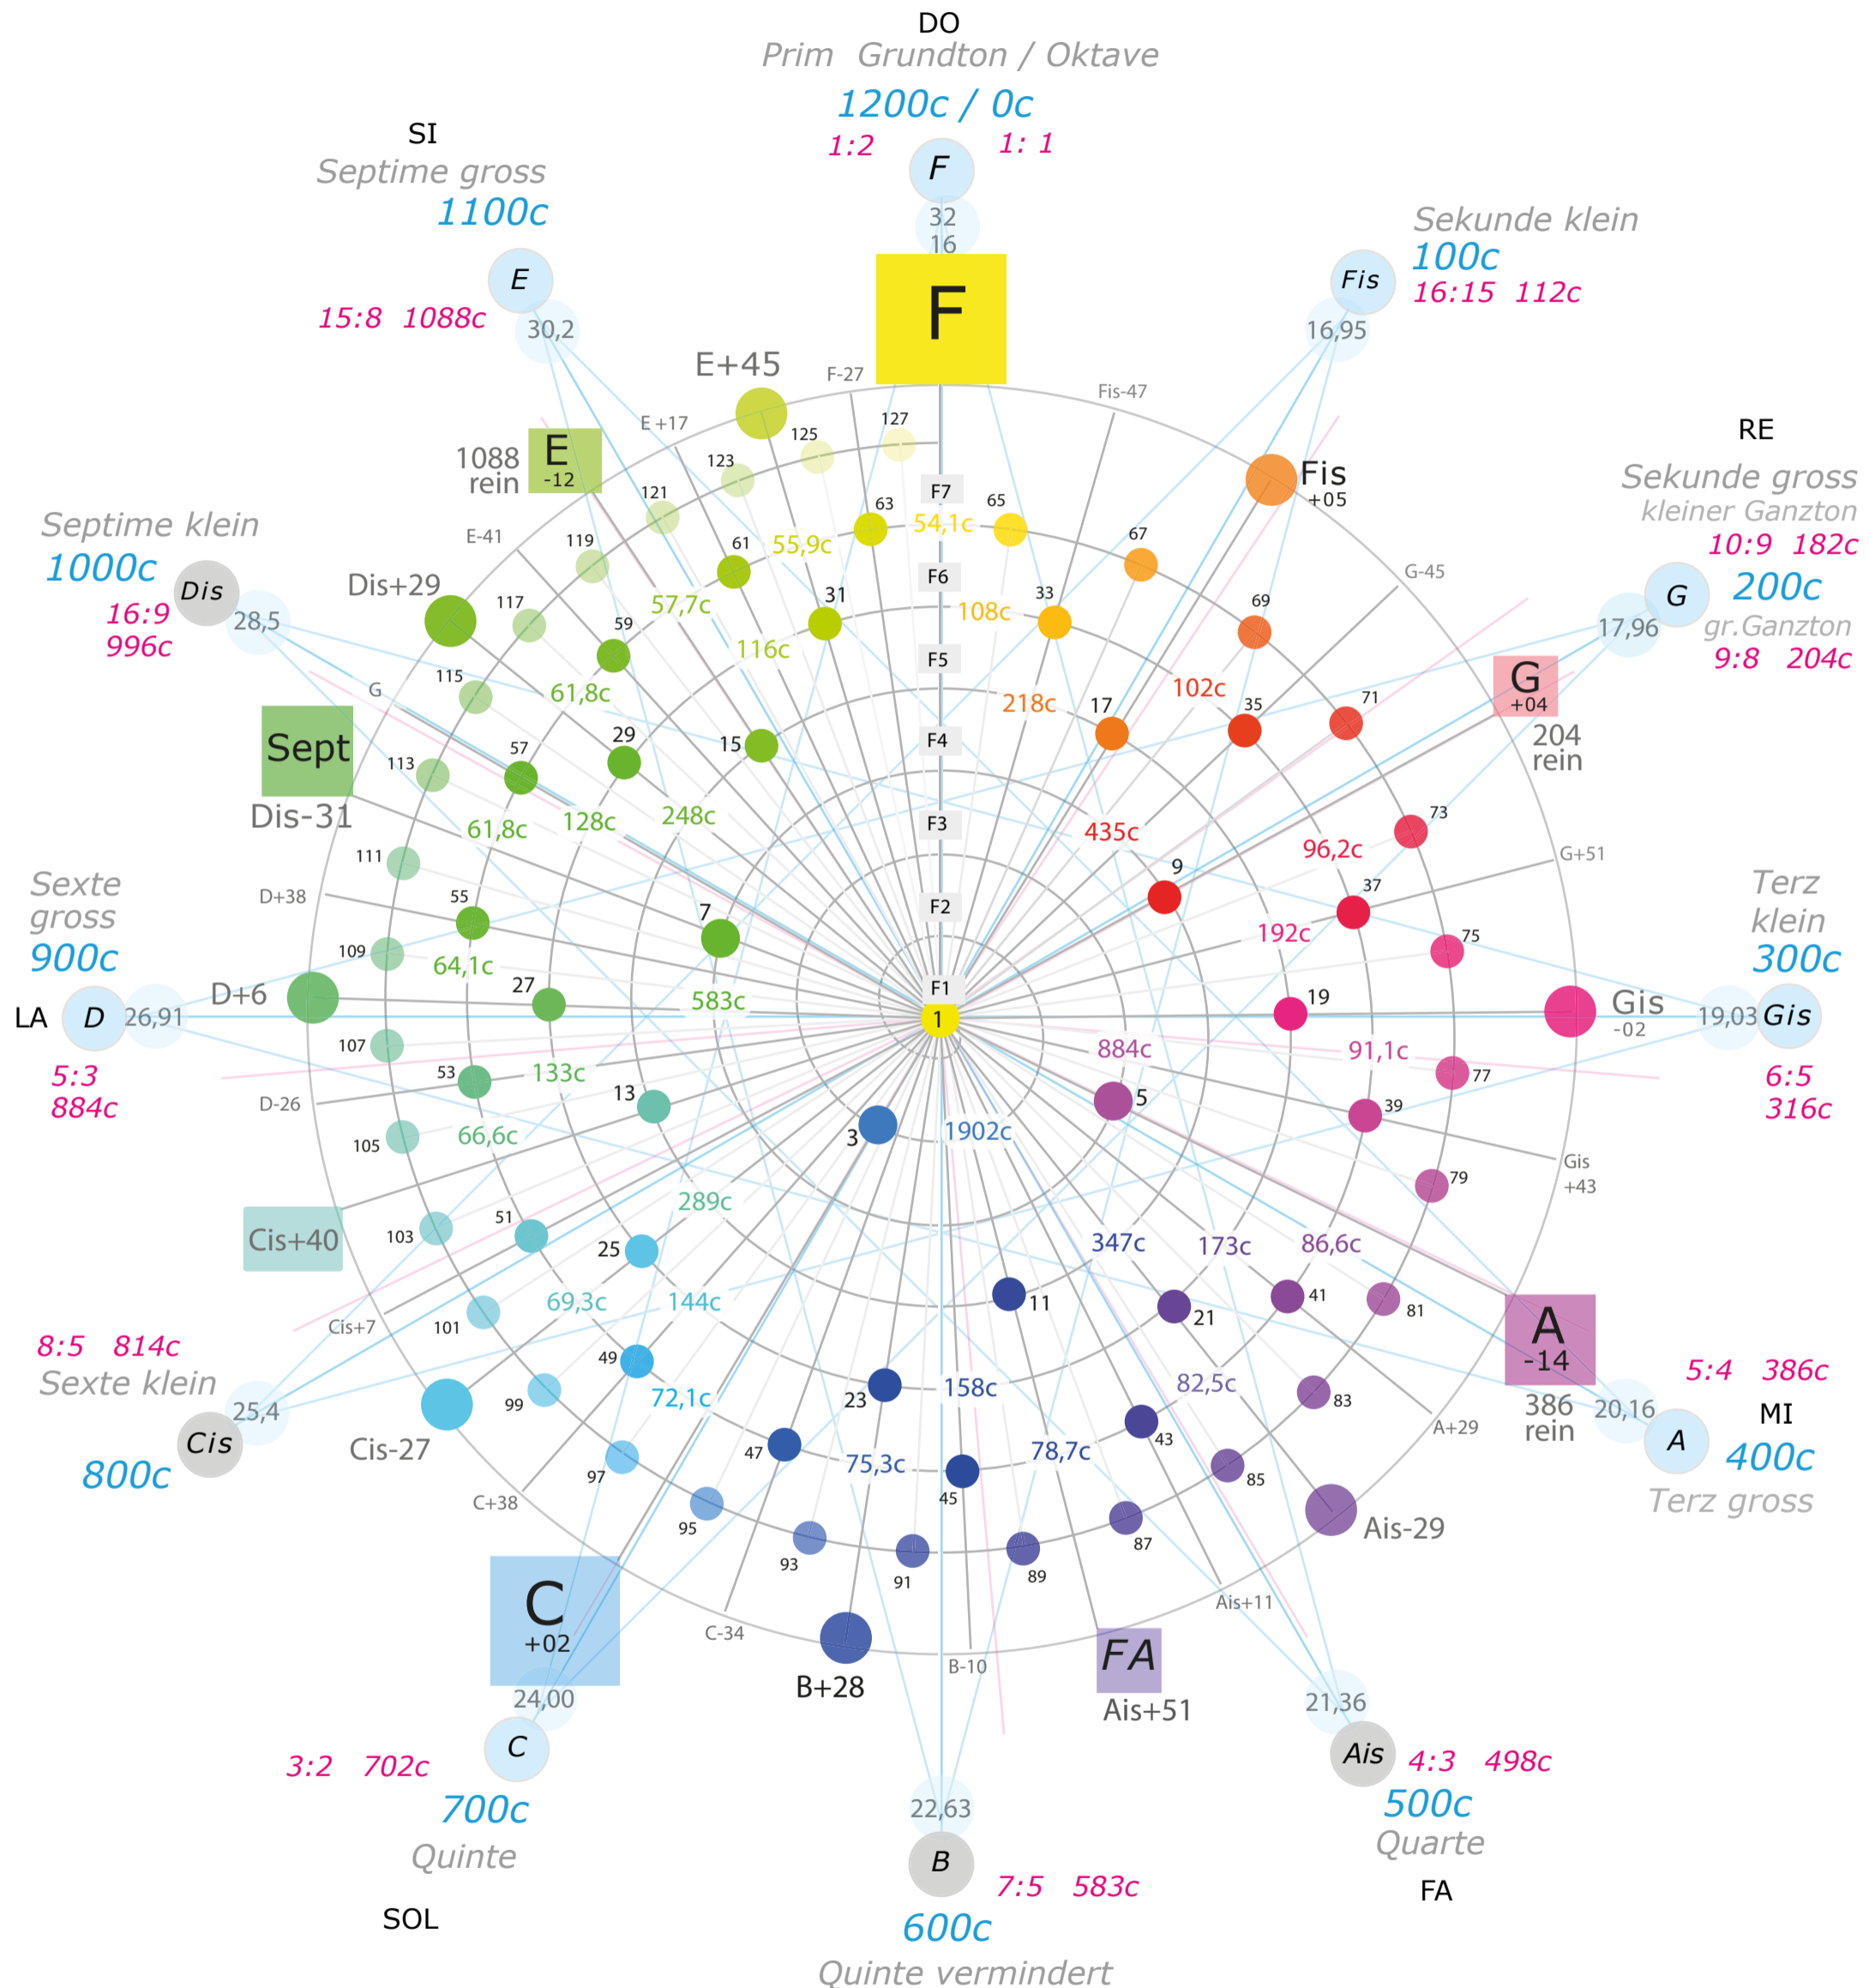 DO
Prim Grundton / Oktave
1200c / 0c
1:2
1: 1
F
32
16
F
SI
Septime gross
1100c
E
15:8 1088c
30,2
Sekunde klein
100c
Fis
16:15 112c
16,95
E+45
F-27
Fis-47
E +17
1088
rein
E
-12
125
127
123
121
119
117
115
113
111
109
107
105
103
101
99
97
95
93
91
89
87
85
83
81
79
77
75
73
71
69
67
65
63
61
59
57
55
53
51
49
47
45
43
41
39
37
35
33
31
29
27
25
23
21
19
17
15
13
11
9
7
5
3
1
F7
F6
F5
F4
F3
F2
F1
54,1c
55,9c
57,7c
61,8c
61,8c
64,1c
66,6c
69,3c
72,1c
75,3c
78,7c
82,5c
86,6c
91,1c
96,2c
102c
108c
116c
128c
133c
144c
158c
173c
192c
218c
248c
289c
347c
435c
583c
884c
1902c
Fis
+05
RE
Sekunde gross
kleiner Ganzton
10:9 182c
200c
G
17,96
gr.Ganzton
9:8 204c
G-45
G
+04
204
rein
G+51
Septime klein
1000c
Dis
16:9
996c
28,5
E-41
Dis+29
G
Sept
Dis-31
D+38
Sexte
gross
900c
LA
D
26,91
D+6
5:3
884c
D-26
Terz
klein
300c
Gis
-02
19,03
Gis
6:5
316c
Gis
+43
Cis+40
Cis+7
8:5 814c
Sexte klein
25,4
Cis
800c
Cis-27
C+38
C
+02
24,00
C
3:2 702c
700c
Quinte
SOL
C-34
B+28
B-10
22,63
B
7:5 583c
600c
Quinte vermindert
FA
Ais+51
Ais+11
Ais-29
A+29
A
-14
386
rein
20,16
5:4 386c
MI
A
400c
Terz gross
21,36
Ais
4:3 498c
500c
Quarte
FA